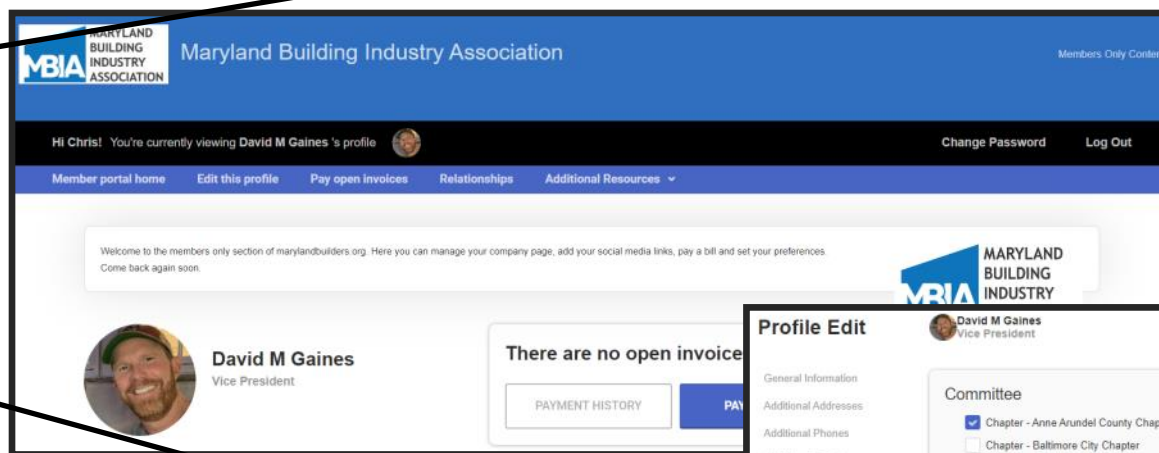 MARYLAND
BUILDING
INDUSTRY
ASSOCIATION
MBIA
Maryland Building Industry Association
Members Only
Hi Chris! You're currently viewing David M Gaines 's profile
Change Password
Log Out
Member portal home
Edit this profile
Pay open invoices
Relationships
Additional Resources
Welcome to the members only section of marylandbuilders.org. Here you can manage your company page, add your social media links, pay a bill and set your preferences.
Come back again soon.
MARYLAND
BUILDING
INDUSTRY
MBIA
David M Gaines
Vice President
There are no open invoice
PAYMENT HISTORY
PAY
Profile Edit
David M Gaines
Vice President
General Information
Additional Addresses
Additional Phones
Committee
Chapter - Anne Arundel County Chap
Chapter - Baltimore City Chapter